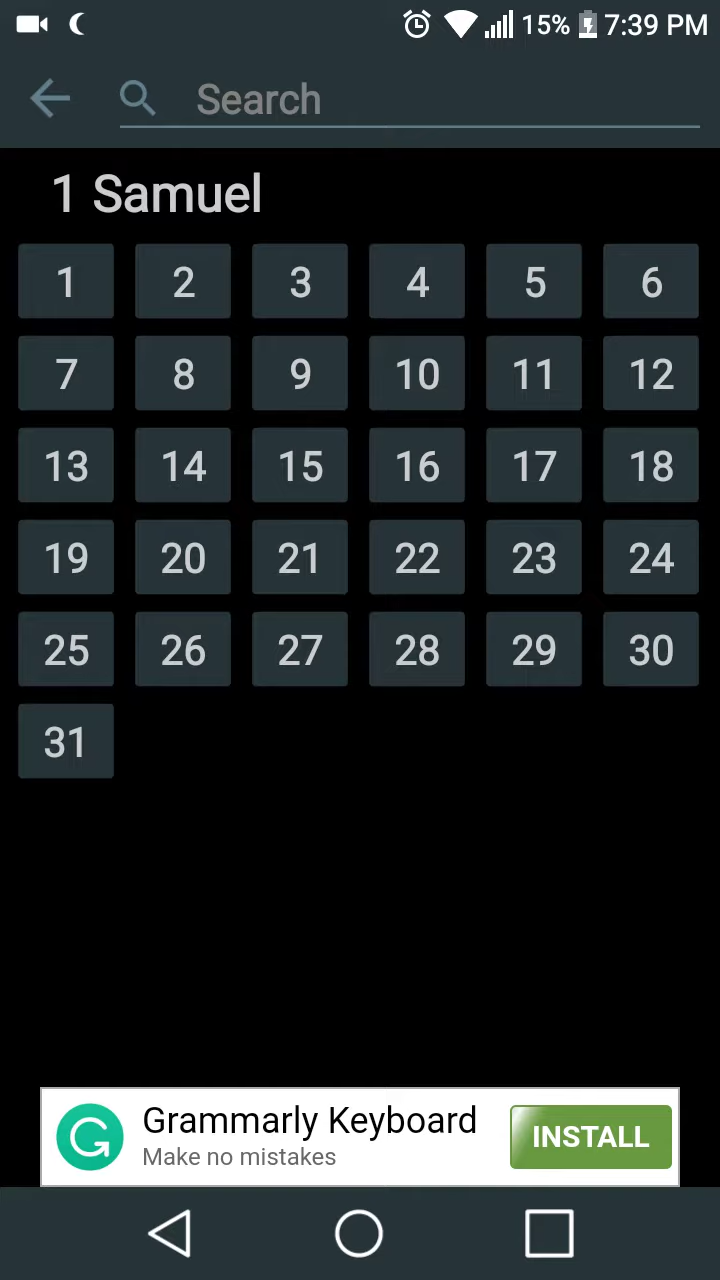 15% 7:39 PM
Search
1 Samuel
1 2 3 4 5 6
7 8 9 10 11 12
13 14 15 16 17 18
19 20 21 22 23 24
25 26 27 28 29 30
31
Grammarly Keyboard
Make no mistakes
INSTALL